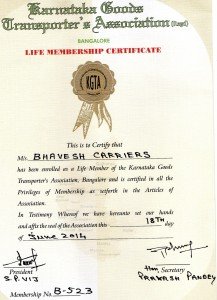 Karnataka Goods
Transporter's Association (Regd)
BANGALORE
LIFE MEMBERSHIP CERTIFICATE
KGTA
This is to Certify that
M/s. BHAVESH CARRIERS
has been enrolled as a Life Member of the Karnataka Goods
Transporter's Association, Bangalore and is certified in all the
Privileges of Membership as setforth in the Articles of
Association.
In Testimony Whereof we hereunto set our hands
and affix the seal of the Association this 18TH day
of JUNE 2014
President
Hon. Secretary
S.P. VIJ
PRAKASH PANDEY
Membership No. B-523